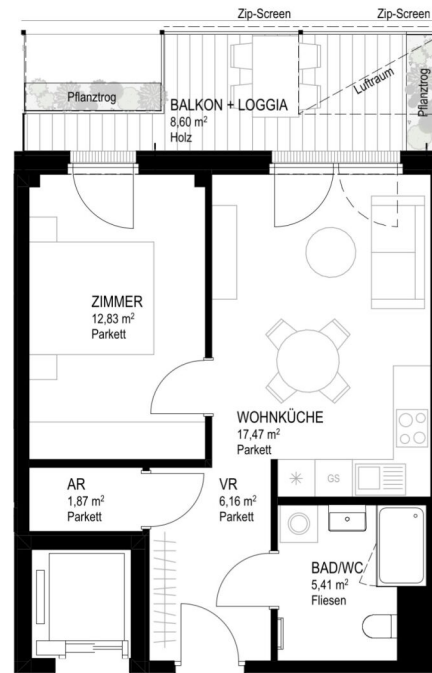 Zip-Screen
Zip-Screen
Pflanztrog
Luftraum
Pflanztrog
BALKON + LOGGIA
8,60 m²
Holz
ZIMMER
12,83 m²
Parkett
WOHNKÜCHE
17,47 m²
Parkett
AR
1,87 m²
Parkett
VR
6,16 m²
Parkett
GS
BAD/WC
5,41 m²
Fliesen